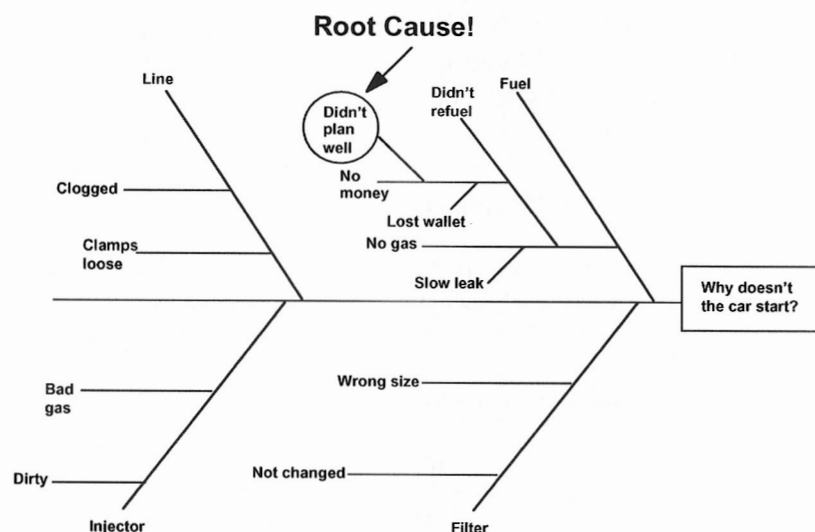 Root Cause!
Line
Didn't
plan
well
Didn't
refuel
Fuel
Clogged
No
money
Lost wallet
Clamps
loose
No gas
Slow leak
Why doesn't
the car start?
Bad
gas
Wrong size
Dirty
Not changed
Injector
Filter